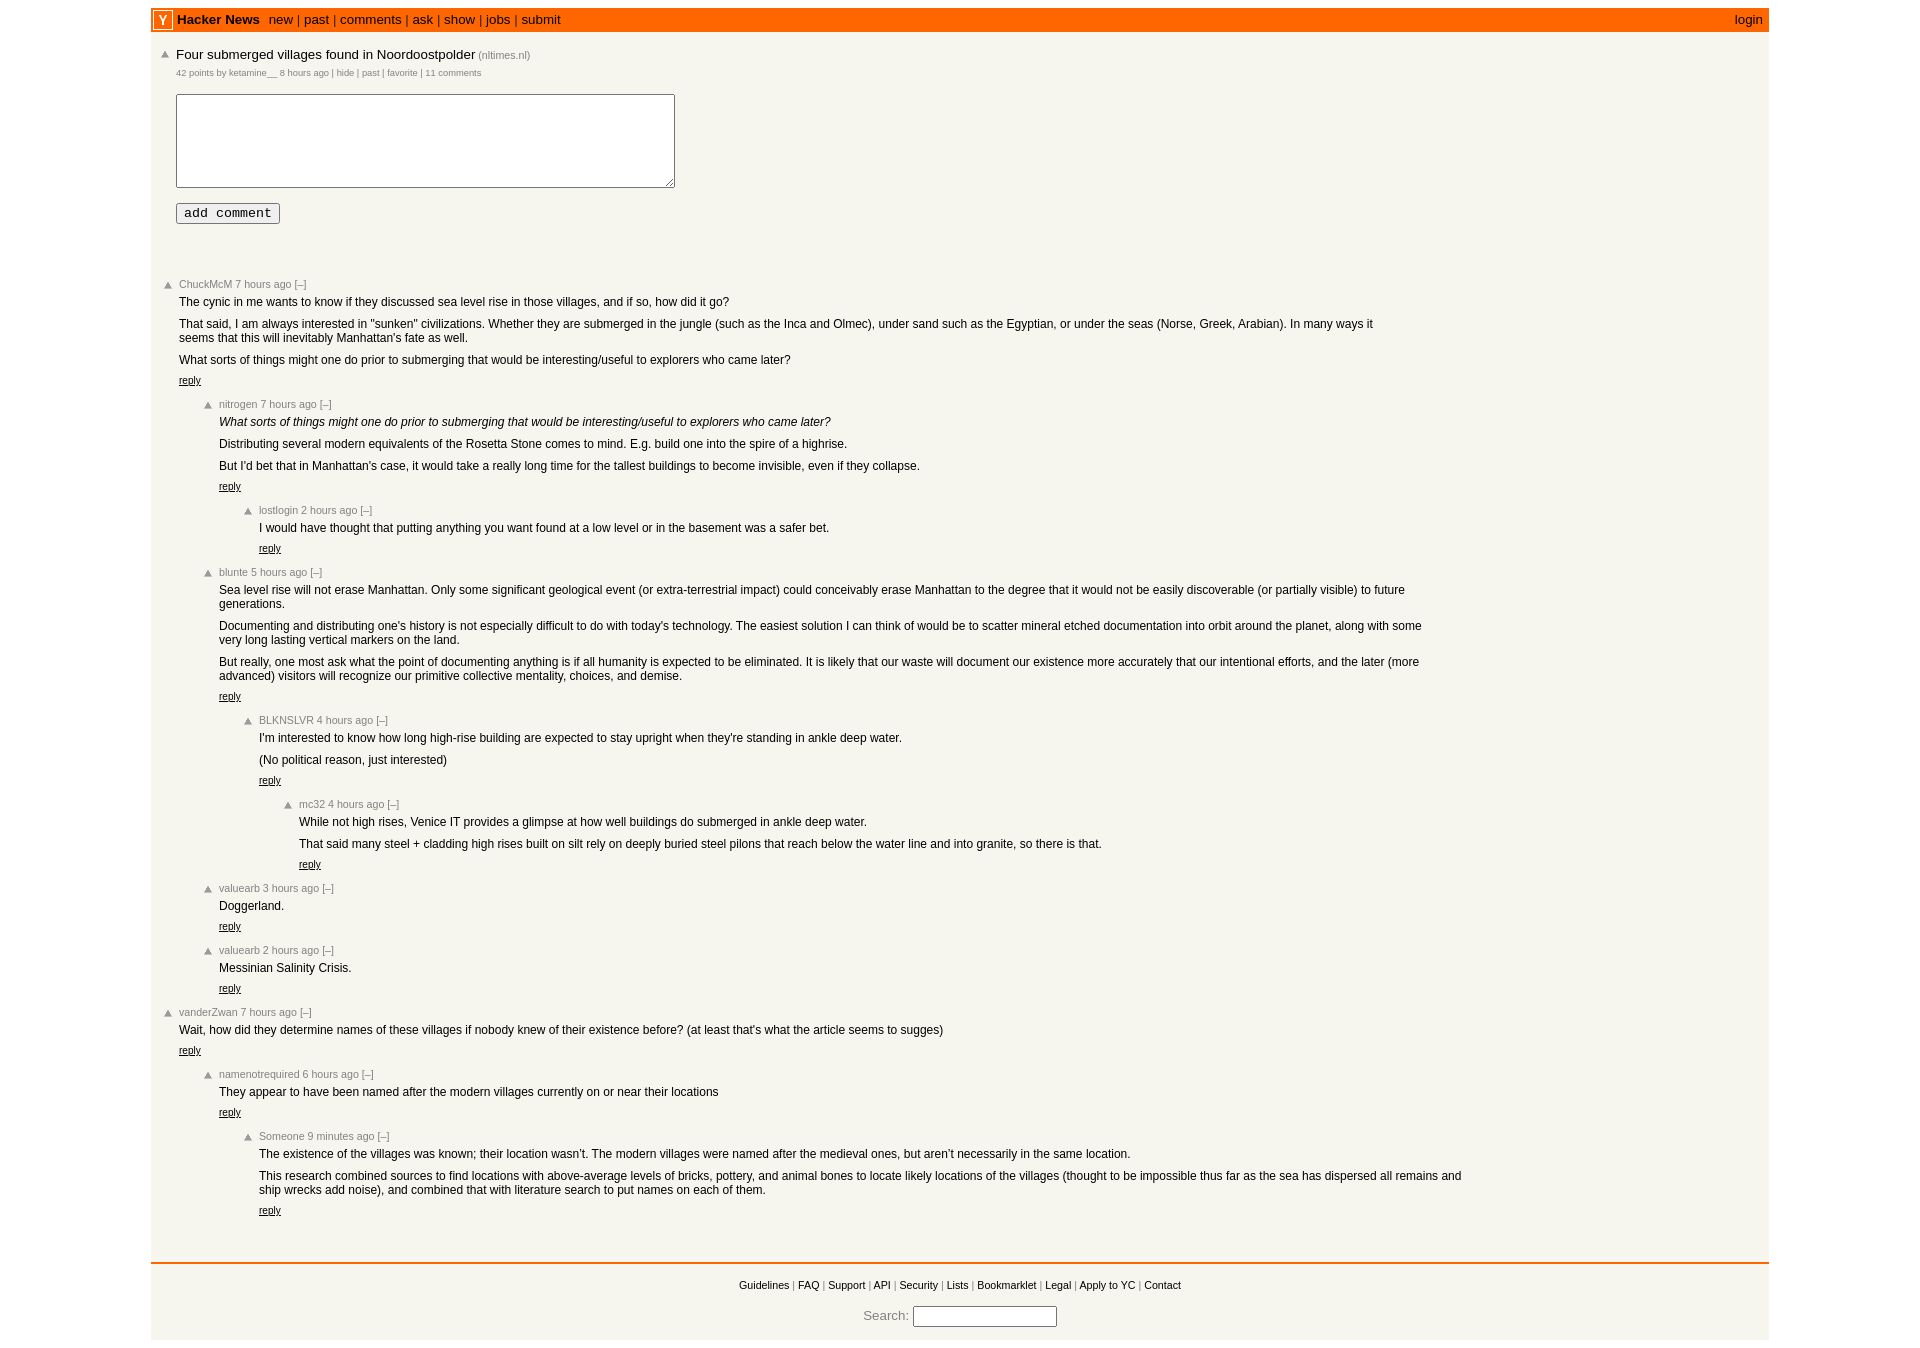 Y Hacker News new | past | comments | ask | show | jobs | submit login
Four submerged villages found in Noordoostpolder (nltimes.nl)
42 points by ketamine__ 8 hours ago | hide | past | favorite | 11 comments
add comment
ChuckMcM 7 hours ago [–]
The cynic in me wants to know if they discussed sea level rise in those villages, and if so, how did it go?
That said, I am always interested in "sunken" civilizations. Whether they are submerged in the jungle (such as the Inca and Olmec), under sand such as the Egyptian, or under the seas (Norse, Greek, Arabian). In many ways it
seems that this will inevitably Manhattan's fate as well.
What sorts of things might one do prior to submerging that would be interesting/useful to explorers who came later?
reply
nitrogen 7 hours ago [–]
What sorts of things might one do prior to submerging that would be interesting/useful to explorers who came later?
Distributing several modern equivalents of the Rosetta Stone comes to mind. E.g. build one into the spire of a highrise.
But I'd bet that in Manhattan's case, it would take a really long time for the tallest buildings to become invisible, even if they collapse.
reply
lostlogin 2 hours ago [–]
I would have thought that putting anything you want found at a low level or in the basement was a safer bet.
reply
blunte 5 hours ago [–]
Sea level rise will not erase Manhattan. Only some significant geological event (or extra-terrestrial impact) could conceivably erase Manhattan to the degree that it would not be easily discoverable (or partially visible) to future
generations.
Documenting and distributing one's history is not especially difficult to do with today's technology. The easiest solution I can think of would be to scatter mineral etched documentation into orbit around the planet, along with some
very long lasting vertical markers on the land.
But really, one most ask what the point of documenting anything is if all humanity is expected to be eliminated. It is likely that our waste will document our existence more accurately that our intentional efforts, and the later (more
advanced) visitors will recognize our primitive collective mentality, choices, and demise.
reply
BLKNSLVR 4 hours ago [–]
I'm interested to know how long high-rise building are expected to stay upright when they're standing in ankle deep water.
(No political reason, just interested)
reply
mc32 4 hours ago [–]
While not high rises, Venice IT provides a glimpse at how well buildings do submerged in ankle deep water.
That said many steel + cladding high rises built on silt rely on deeply buried steel pilons that reach below the water line and into granite, so there is that.
reply
valuearb 3 hours ago [–]
Doggerland.
reply
valuearb 2 hours ago [–]
Messinian Salinity Crisis.
reply
vanderZwan 7 hours ago [–]
Wait, how did they determine names of these villages if nobody knew of their existence before? (at least that's what the article seems to sugges)
reply
namenotrequired 6 hours ago [–]
They appear to have been named after the modern villages currently on or near their locations
reply
Someone 9 minutes ago [–]
The existence of the villages was known; their location wasn’t. The modern villages were named after the medieval ones, but aren’t necessarily in the same location.
This research combined sources to find locations with above-average levels of bricks, pottery, and animal bones to locate likely locations of the villages (thought to be impossible thus far as the sea has dispersed all remains and
ship wrecks add noise), and combined that with literature search to put names on each of them.
reply
Guidelines | FAQ | Support | API | Security | Lists | Bookmarklet | Legal | Apply to YC | Contact
Search: